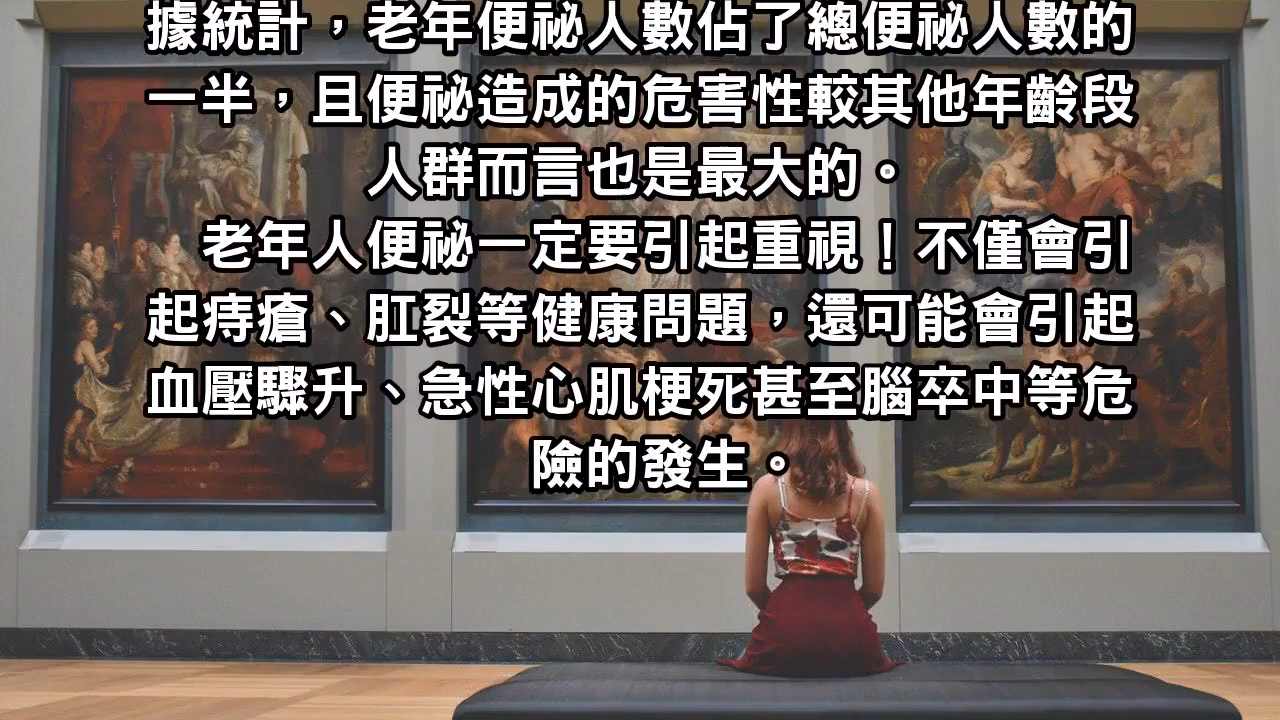 據統計，老年便祕人數佔了總便祕人數的
一半，且便祕造成的危害性較其他年齡段
人群而言也是最大的。
老年人便祕一定要引起重視！不僅會引
起痔瘡、肛裂等健康問題，還可能會引起
血壓驟升、急性心肌梗死甚至腦卒中等危
險的發生。